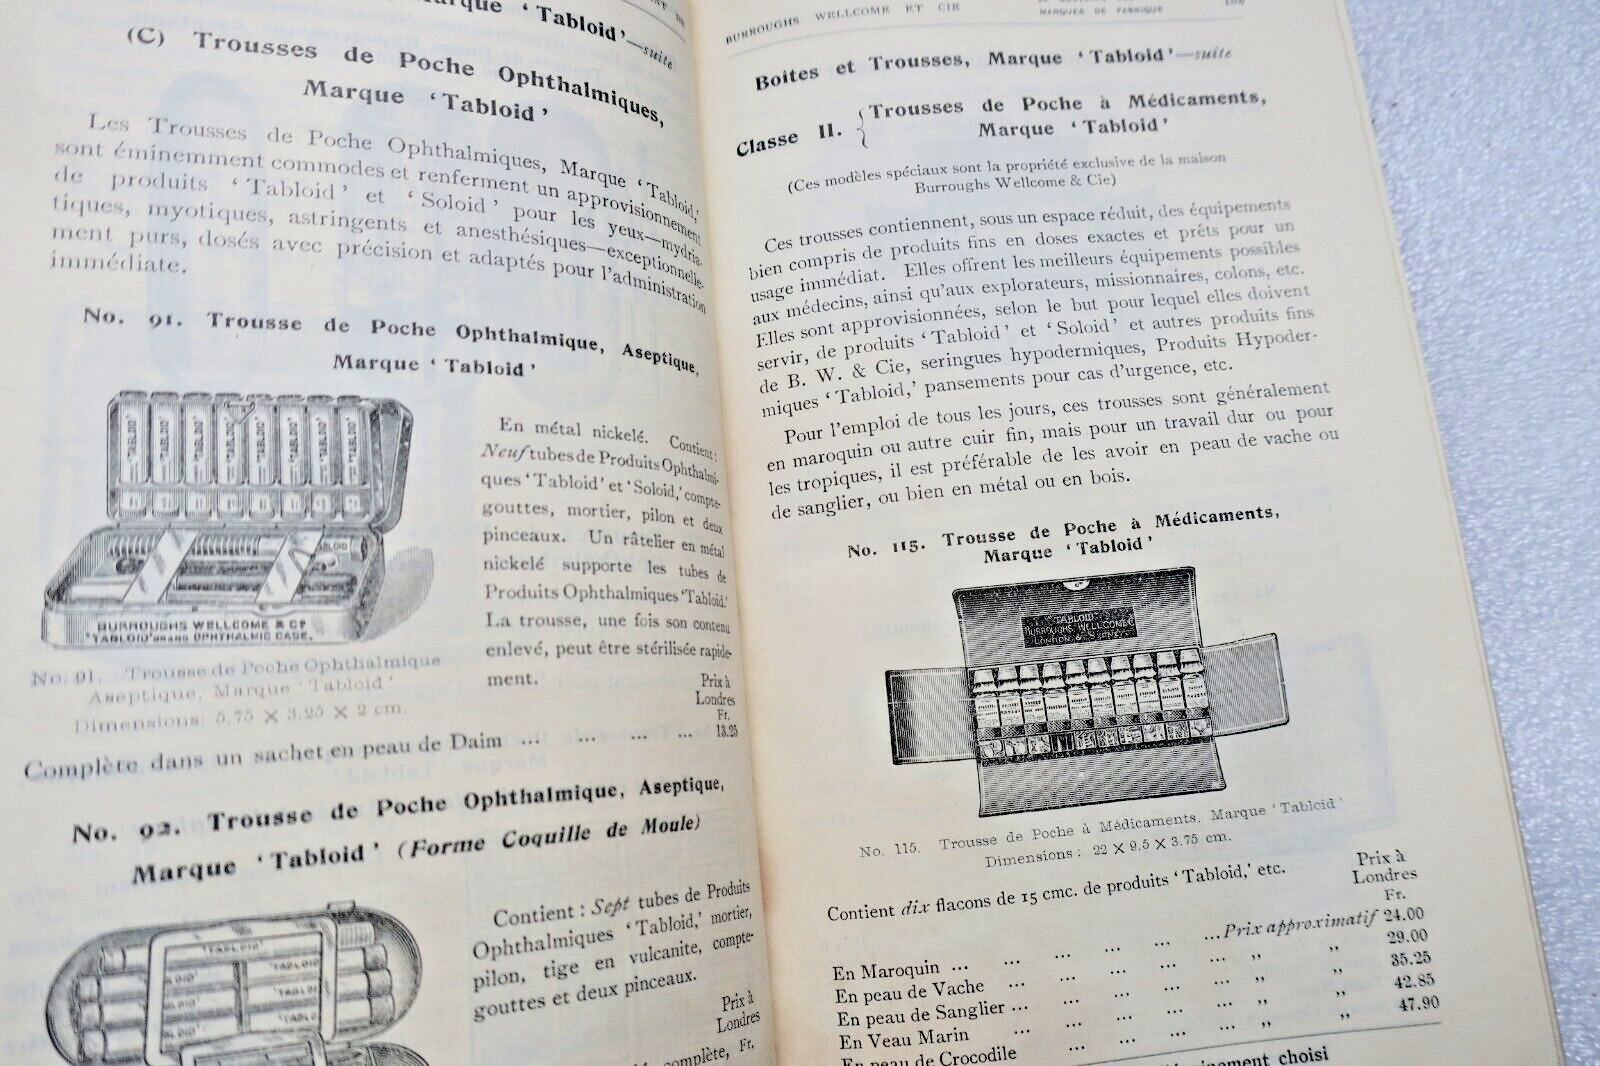 Marque ‘Tabloid’—suite
(C) Trousses de Poche Ophthalmiques,
Marque ‘Tabloid’
Les Trousses de Poche Ophthalmiques, Marque ‘Tabloid,’
sont éminemment commodes et renferment un approvisionnement
de produits ‘Tabloid’ et ‘Soloid’ pour les yeux—mydria-
tiques, myotiques, astringents et anesthésiques—exceptionnelle-
ment purs, dosés avec précision et adaptés pour l’administration
immédiate.
No. 91. Trousse de Poche Ophthalmique, Aseptique,
Marque ‘Tabloid’
TABLOID
BURROUGHS WELLCOME & Cº
‘TABLOID’ BRAND OPHTHALMIC CASE.
No. 91. Trousse de Poche Ophthalmique
Aseptique, Marque ‘Tabloid’
Dimensions: 5.75 × 3.25 × 2 cm.
En métal nickelé. Contient:
Neuf tubes de Produits Ophthalmi-
ques ‘Tabloid’ et ‘Soloid,’ compte-
gouttes, mortier, pilon et deux
pinceaux. Un râtelier en métal
nickelé supporte les tubes de
Produits Ophthalmiques ‘Tabloid.’
La trousse, une fois son contenu
enlevé, peut être stérilisée rapide-
ment.
Prix à
Londres
Fr.
Complète dans un sachet en peau de Daim ... ... ... ... 13.25
No. 92. Trousse de Poche Ophthalmique, Aseptique,
Marque ‘Tabloid’ (Forme Coquille de Moule)
‘TABLOID’
TABLOID
TABLOID
Contient : Sept tubes de Produits
Ophthalmiques ‘Tabloid,’ mortier,
pilon, tige en vulcanite, compte-
gouttes et deux pinceaux.
Prix à
Londres
complète, Fr.
BURROUGHS WELLCOME ET CIE
MARQUES DE FABRIQUE
Boites et Trousses, Marque ‘Tabloid’—suite
Classe II. { Trousses de Poche à Médicaments,
Marque ‘Tabloid’
(Ces modèles spéciaux sont la propriété exclusive de la maison
Burroughs Wellcome & Cie)
Ces trousses contiennent, sous un espace réduit, des équipements
bien compris de produits fins en doses exactes et prêts pour un
usage immédiat. Elles offrent les meilleurs équipements possibles
aux médecins, ainsi qu’aux explorateurs, missionnaires, colons, etc.
Elles sont approvisionnées, selon le but pour lequel elles doivent
servir, de produits ‘Tabloid’ et ‘Soloid’ et autres produits fins
de B. W. & Cie, seringues hypodermiques, Produits Hypoder-
miques ‘Tabloid,’ pansements pour cas d’urgence, etc.
Pour l’emploi de tous les jours, ces trousses sont généralement
en maroquin ou autre cuir fin, mais pour un travail dur ou pour
les tropiques, il est préférable de les avoir en peau de vache ou
de sanglier, ou bien en métal ou en bois.
No. 115. Trousse de Poche à Médicaments,
Marque ‘Tabloid’
TABLOID
BURROUGHS, WELLCOME
No. 115. Trousse de Poche à Médicaments, Marque ‘Tabloid’
Dimensions: 22 × 9.5 × 3.75 cm.
Contient dix flacons de 15 cmc. de produits ‘Tabloid,’ etc.
Prix à
Londres
Fr.
En Maroquin ... ... ... ... ... ...Prix approximatif 24.00
En peau de Vache ... ... ... ... ... ,, ,, 29.00
En peau de Sanglier ... ... ... ... ... ,, ,, 35.25
En Veau Marin ... ... ... ... ... ,, ,, 42.85
En peau de Crocodile ... ... ... ... ,, ,, 47.90
choisi